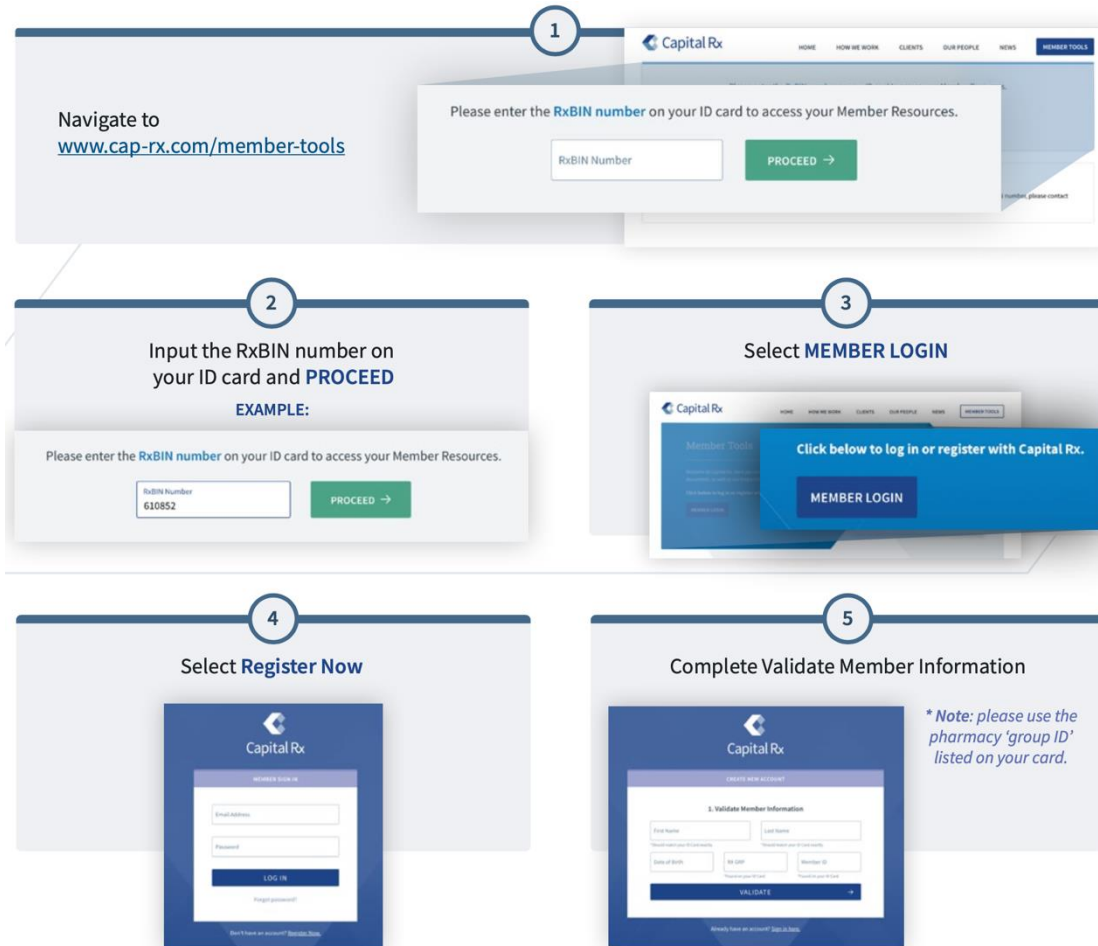 1
Capital Rx
HOME HOW WE WORK CLIENTS OUR PEOPLE NEWS MEMBER TOOLS
Navigate to
www.cap-rx.com/member-tools
Please enter the RxBIN number on your ID card to access your Member Resources.
RxBIN Number
PROCEED →
number, please contact
2
Input the RxBIN number on
your ID card and PROCEED
EXAMPLE:
Please enter the RxBIN number on your ID card to access your Member Resources.
RxBIN Number
610852
PROCEED →
3
Select MEMBER LOGIN
Capital Rx
HOME HOW WE WORK CLIENTS OUR PEOPLE NEWS MEMBER TOOLS
Member Tools
Click below to log in or register with Capital Rx.
MEMBER LOGIN
MEMBER LOGIN
4
Select Register Now
Capital Rx
MEMBER SIGN IN
Email Address
Password
LOG IN
Forgot password?
Don't have an account? Register Now.
5
Complete Validate Member Information
* Note: please use the
pharmacy 'group ID'
listed on your card.
Capital Rx
CREATE NEW ACCOUNT
1. Validate Member Information
First Name Last Name
Date of Birth RX GRP Member ID
VALIDATE →
Already have an account? Sign in here.